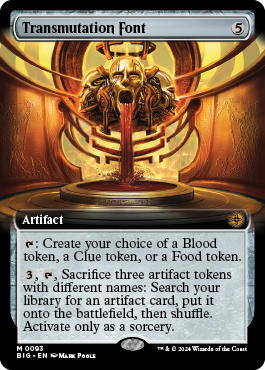 Transmutation Font 5
Artifact
: Create your choice of a Blood
token, a Clue token, or a Food token.
3, , Sacrifice three artifact tokens
with different names: Search your
library for an artifact card, put it
onto the battlefield, then shuffle.
Activate only as a sorcery.
M 0093
BIG • EN Mark Poole
™ & © 2024 Wizards of the Coast